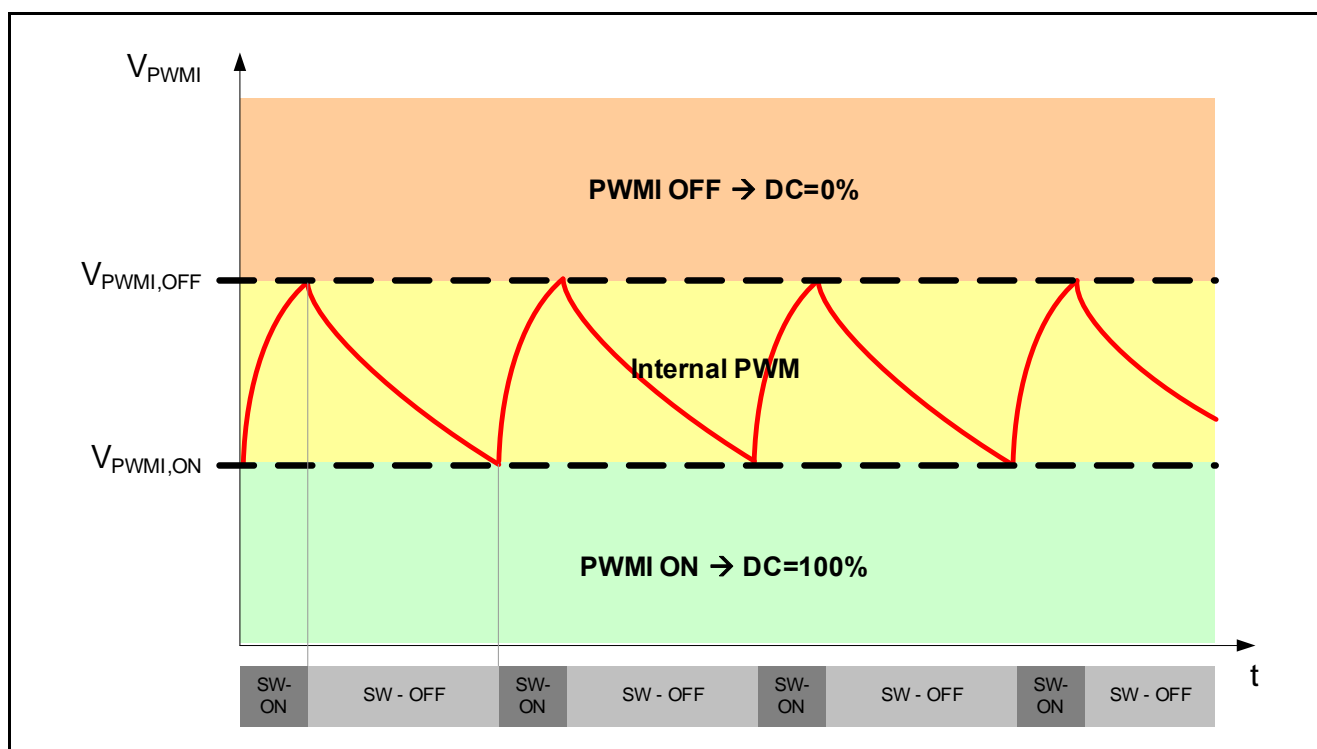 VPWMI
PWMI OFF → DC=0%
VPWMI,OFF
Internal PWM
VPWMI,ON
PWMI ON → DC=100%
t
SW-
ON
SW - OFF
SW-
ON
SW - OFF
SW-
ON
SW - OFF
SW-
ON
SW - OFF